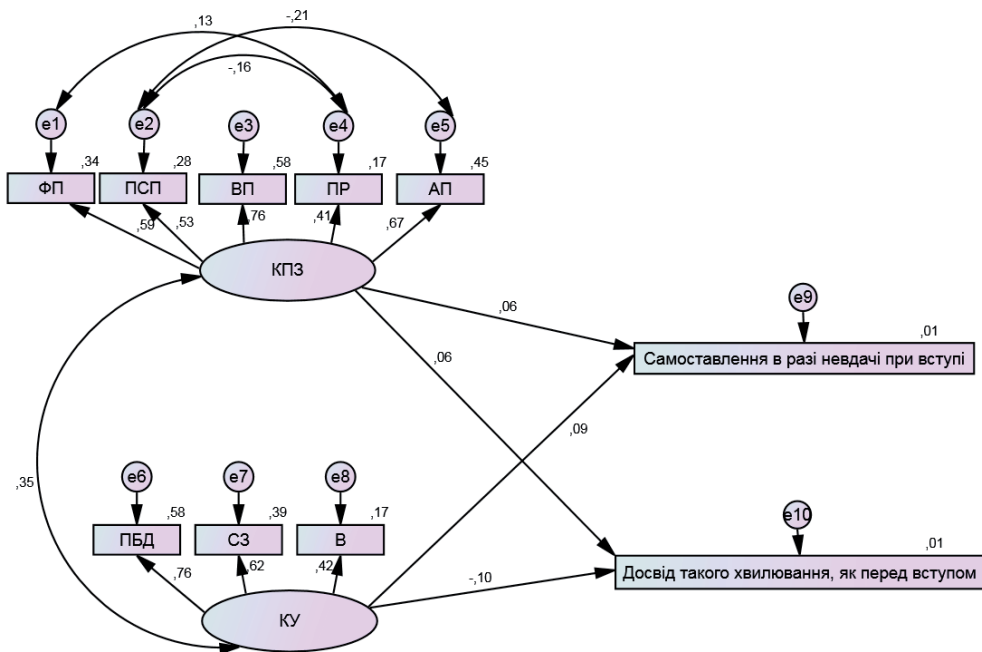 ,13
-,21
-,16
e1
e2
e3
e4
e5
,34
,28
,58
,17
,45
ФП
ПСП
ВП
ПР
АП
,59
,53
,76
,41
,67
КПЗ
,06
e9
,01
Самоставлення в разі невдачі при вступі
,06
,09
,35
e6
e7
e8
,58
,39
,17
ПБД
СЗ
В
,76
,62
,42
e10
,01
Досвід такого хвилювання, як перед вступом
-,10
КУ